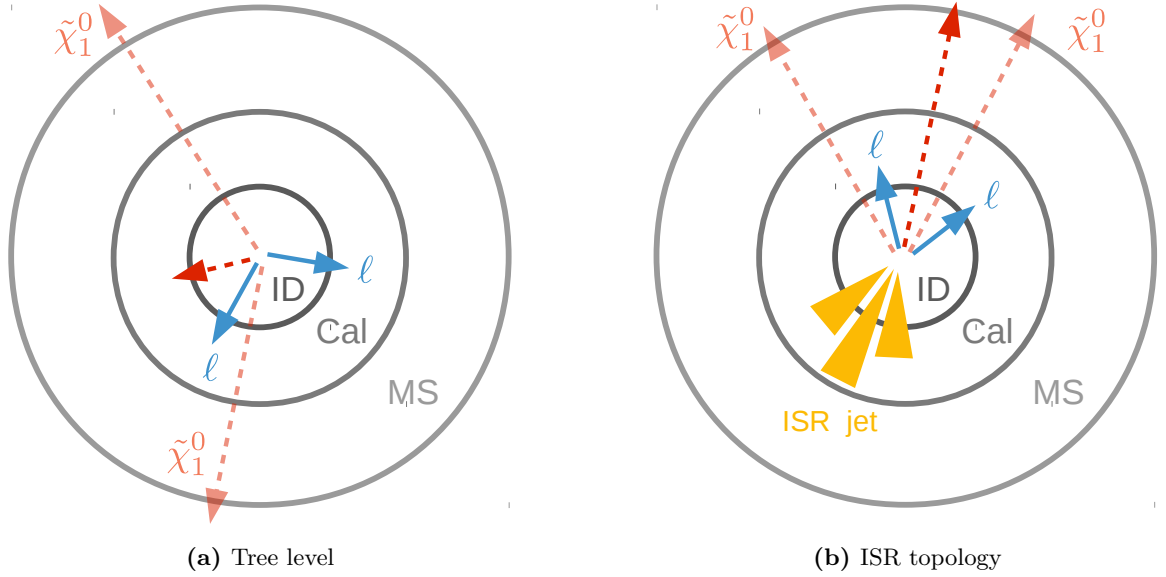 χ̃₁⁰
χ̃₁⁰
χ̃₁⁰
ℓ
ℓ
ID
ℓ
ID
Cal
Cal
ℓ
MS
MS
ISR jet
χ̃₁⁰
(a) Tree level
(b) ISR topology